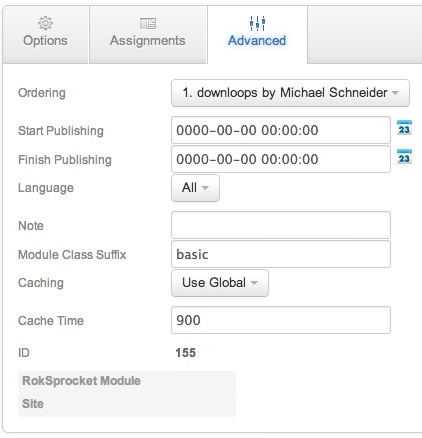 Options Assignments Advanced
Ordering 1. downloops by Michael Schneider
Start Publishing 0000-00-00 00:00:00 23
Finish Publishing 0000-00-00 00:00:00 23
Language All
Note
Module Class Suffix basic
Caching Use Global
Cache Time 900
ID 155
RokSprocket Module
Site